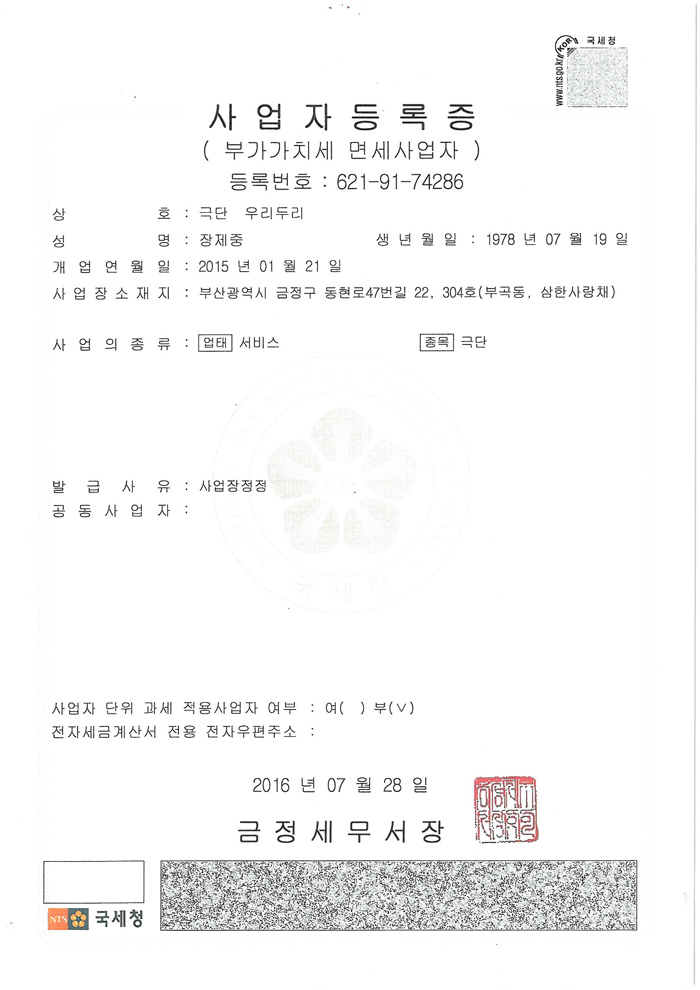 국세청
KOR
www.nts.go.kr
사업자등록증
( 부가가치세 면세사업자 )
등록번호 : 621-91-74286
상 호 : 극단 우리두리
성 명 : 장제중 생년월일 : 1978 년 07 월 19 일
개업연월일 : 2015 년 01 월 21 일
사업장소재지 : 부산광역시 금정구 동현로47번길 22, 304호(부곡동, 삼한사랑채)
사업의종류 : 업태 서비스 종목 극단
발급사유 : 사업장정정
공동사업자 :
국세청
사업자 단위 과세 적용사업자 여부 : 여( ) 부(∨)
전자세금계산서 전용 전자우편주소 :
2016 년 07 월 28 일
금정세무서장
NTS 국세청